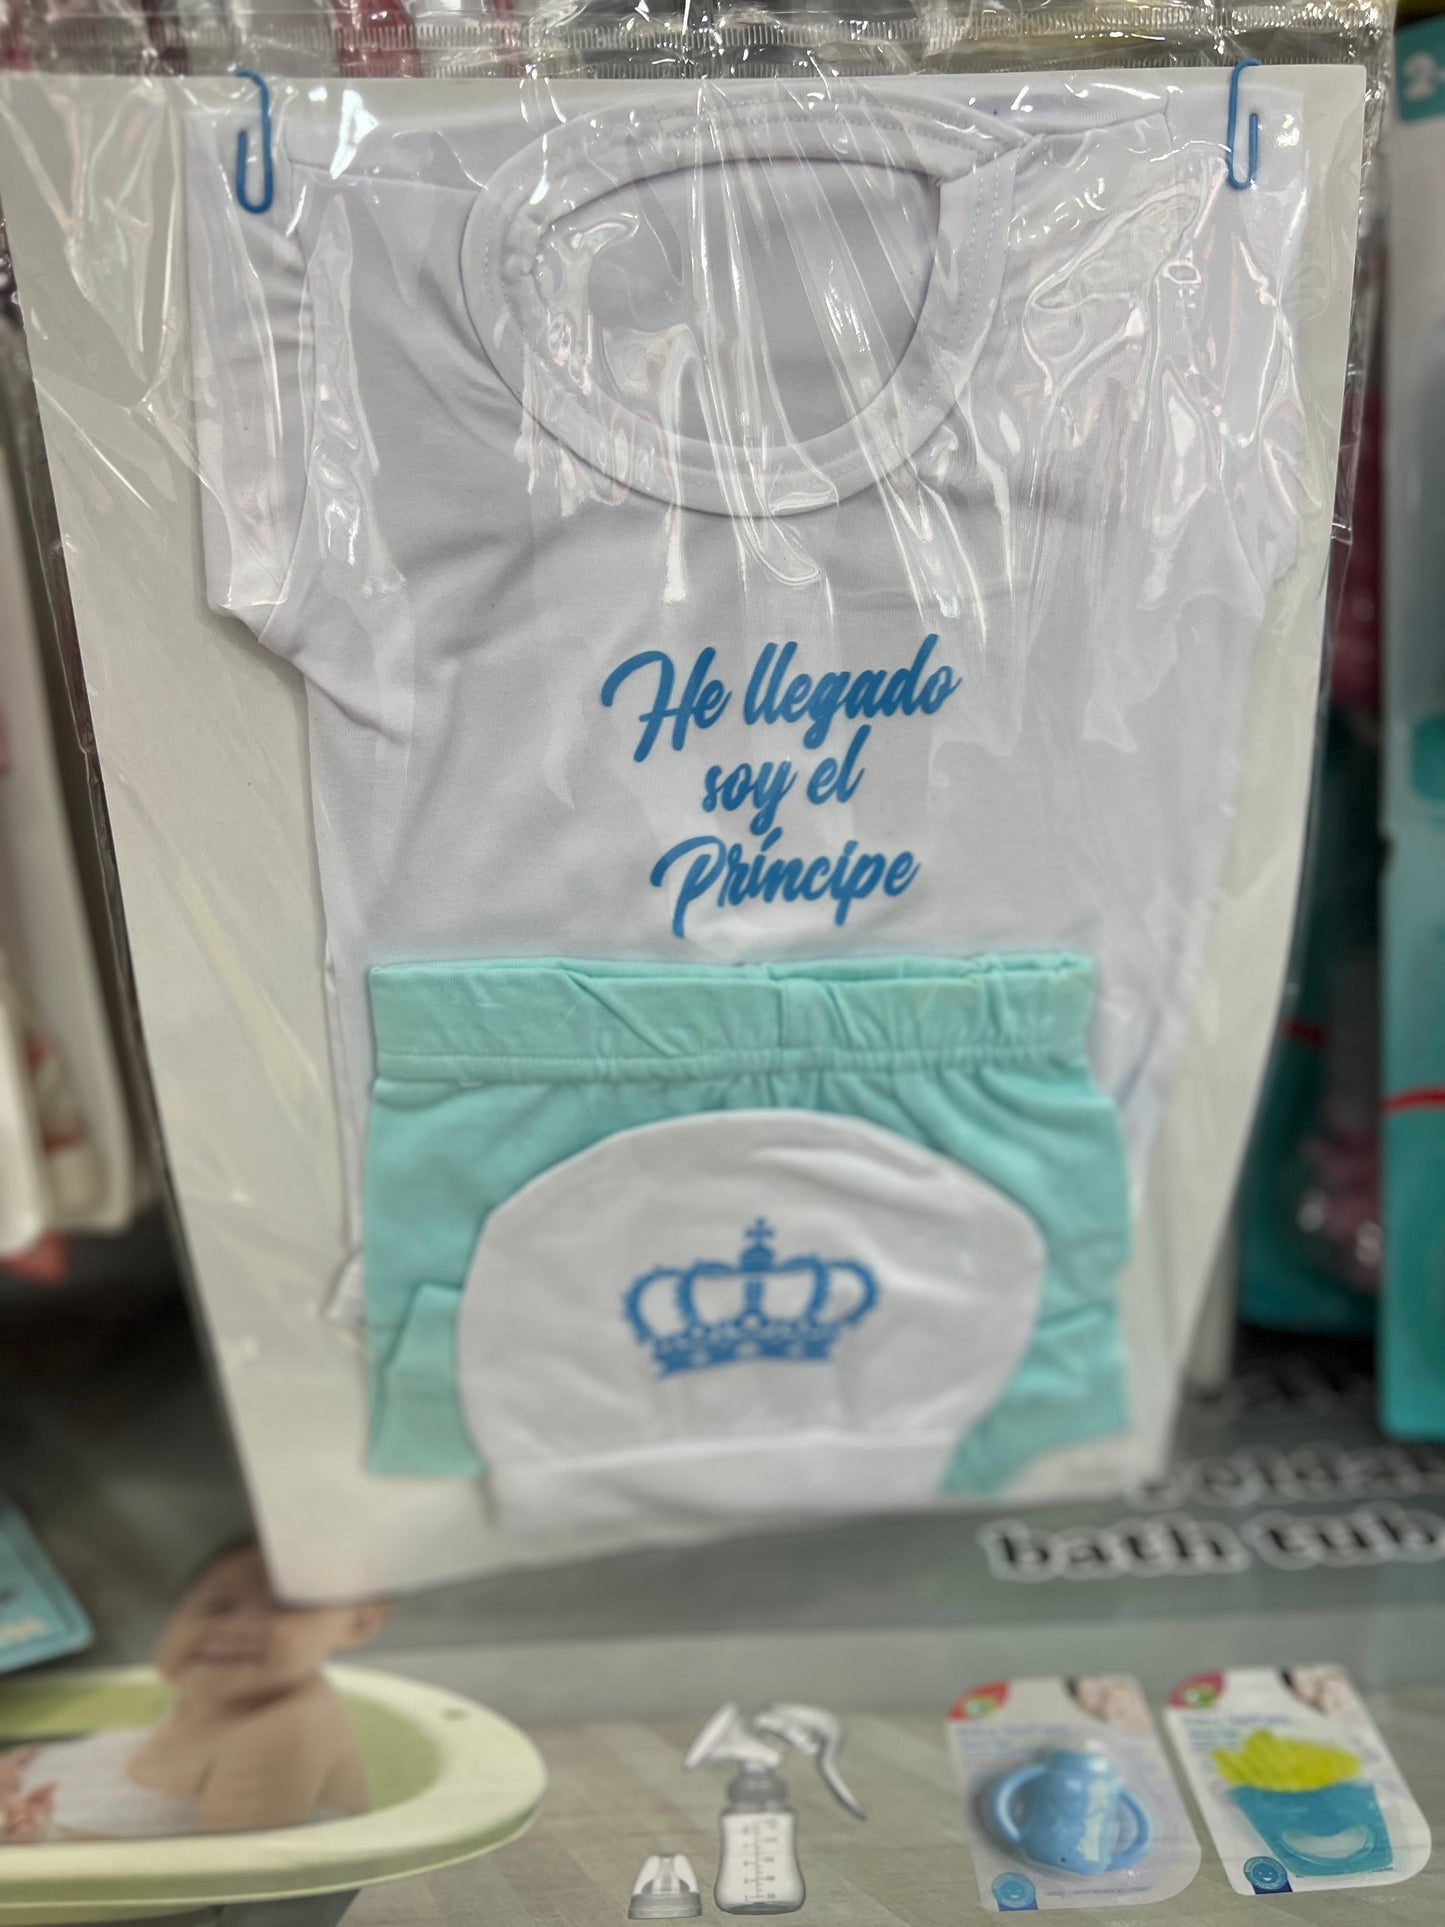 He llegado
soy el
Príncipe
bath tub